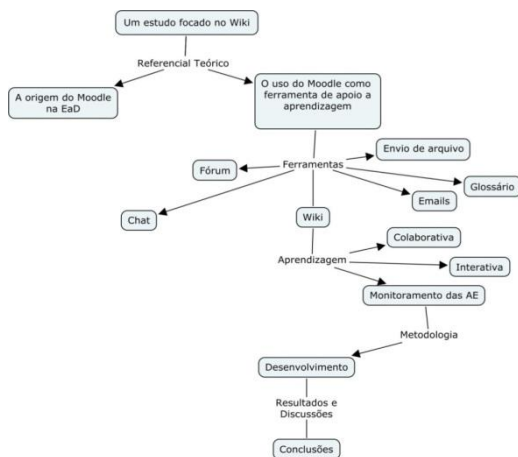 Um estudo focado no Wiki
Referencial Teórico
A origem do Moodle
na EaD
O uso do Moodle como
ferramenta de apoio a
aprendizagem
Envio de arquivo
Ferramentas
Fórum
Glossário
Emails
Chat
Wiki
Colaborativa
Aprendizagem
Interativa
Monitoramento das AE
Metodologia
Desenvolvimento
Resultados e
Discussões
Conclusões